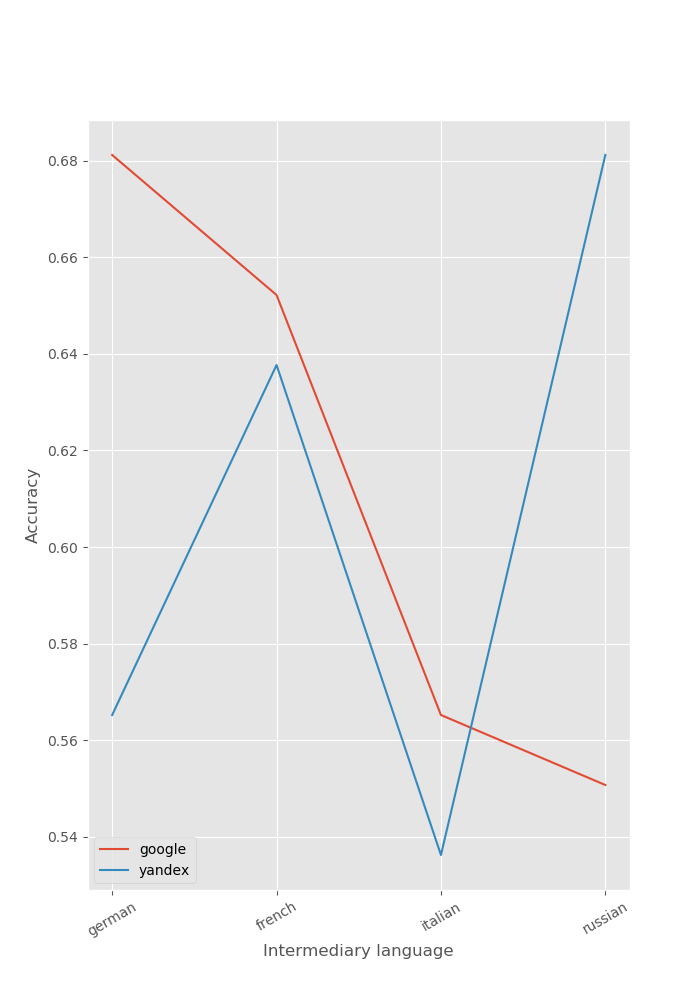 0.68
0.66
0.64
0.62
0.60
0.58
0.56
0.54
Accuracy
google
yandex
german
french
italian
russian
Intermediary language